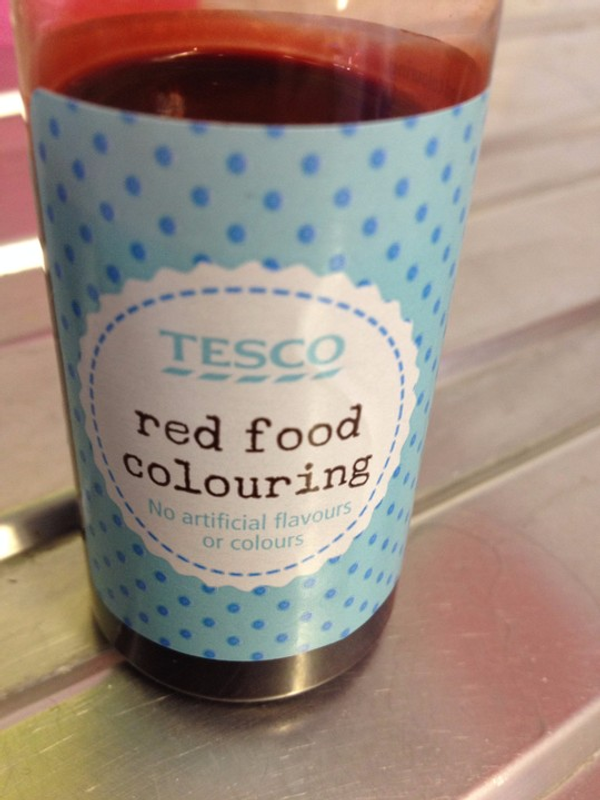 TESCO
red food
colouring
No artificial flavours
or colours